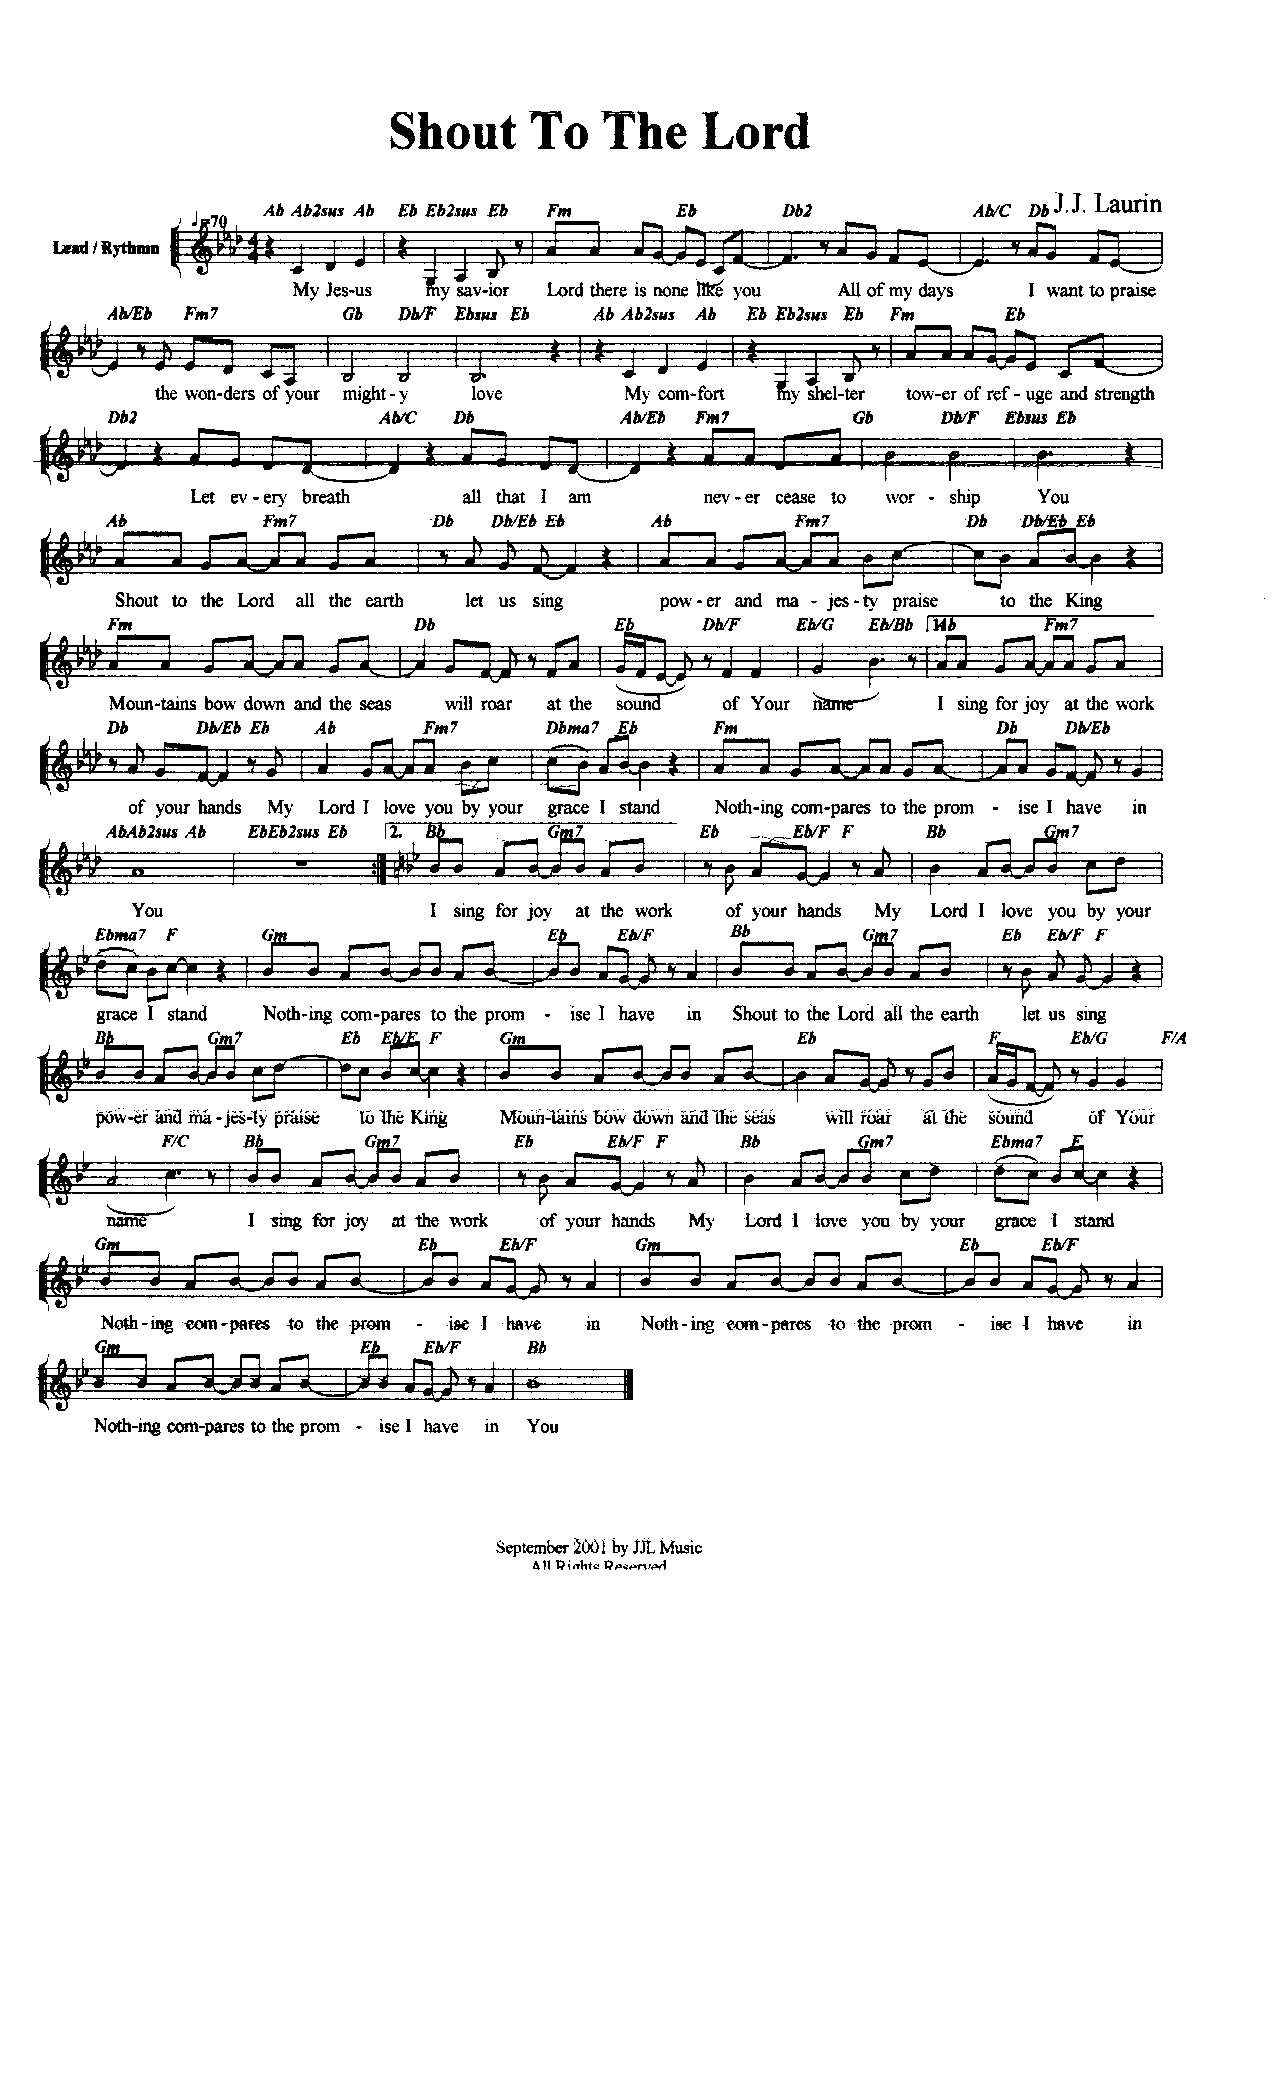 Shout To The Lord
J.J. Laurin
♩=70
Ab Ab2sus Ab Eb Eb2sus Eb Fm Eb Db2 Ab/C Db
Lead / Rythmn
My Jes-us my sav-ior Lord there is none like you All of my days I want to praise
Ab/Eb Fm7 Gb Db/F Ebsus Eb Ab Ab2sus Ab Eb Eb2sus Eb Fm Eb
the won-ders of your might-y love My com-fort my shel-ter tow-er of ref-uge and strength
Db2 Ab/C Db Ab/Eb Fm7 Gb Db/F Ebsus Eb
Let ev-ery breath all that I am nev-er cease to wor-ship You
Ab Fm7 Db Db/Eb Eb Ab Fm7 Db Db/Eb Eb
Shout to the Lord all the earth let us sing pow-er and ma-jes-ty praise to the King
Fm Db Eb Db/F Eb/G Eb/Bb 1. Ab Fm7
Moun-tains bow down and the seas will roar at the sound of Your name I sing for joy at the work
Db Db/Eb Eb Ab Fm7 Dbma7 Eb Fm Db Db/Eb
of your hands My Lord I love you by your grace I stand Noth-ing com-pares to the prom-ise I have in
AbAb2sus Ab EbEb2sus Eb 2. Bb Gm7 Eb Eb/F F Bb Gm7
You I sing for joy at the work of your hands My Lord I love you by your
Ebma7 F Gm Eb Eb/F Bb Gm7 Eb Eb/F F
grace I stand Noth-ing com-pares to the prom-ise I have in Shout to the Lord all the earth let us sing
Bb Gm7 Eb Eb/F F Gm Eb F Eb/G F/A
pow-er and ma-jes-ty praise to the King Moun-tains bow down and the seas will roar at the sound of Your
F/C Bb Gm7 Eb Eb/F F Bb Gm7 Ebma7 F
name I sing for joy at the work of your hands My Lord I love you by your grace I stand
Gm Eb Eb/F Gm Eb Eb/F
Noth-ing com-pares to the prom-ise I have in Noth-ing com-pares to the prom-ise I have in
Gm Eb Eb/F Bb
Noth-ing com-pares to the prom-ise I have in You
September 2001 by JJL Music
All Rights Reserved